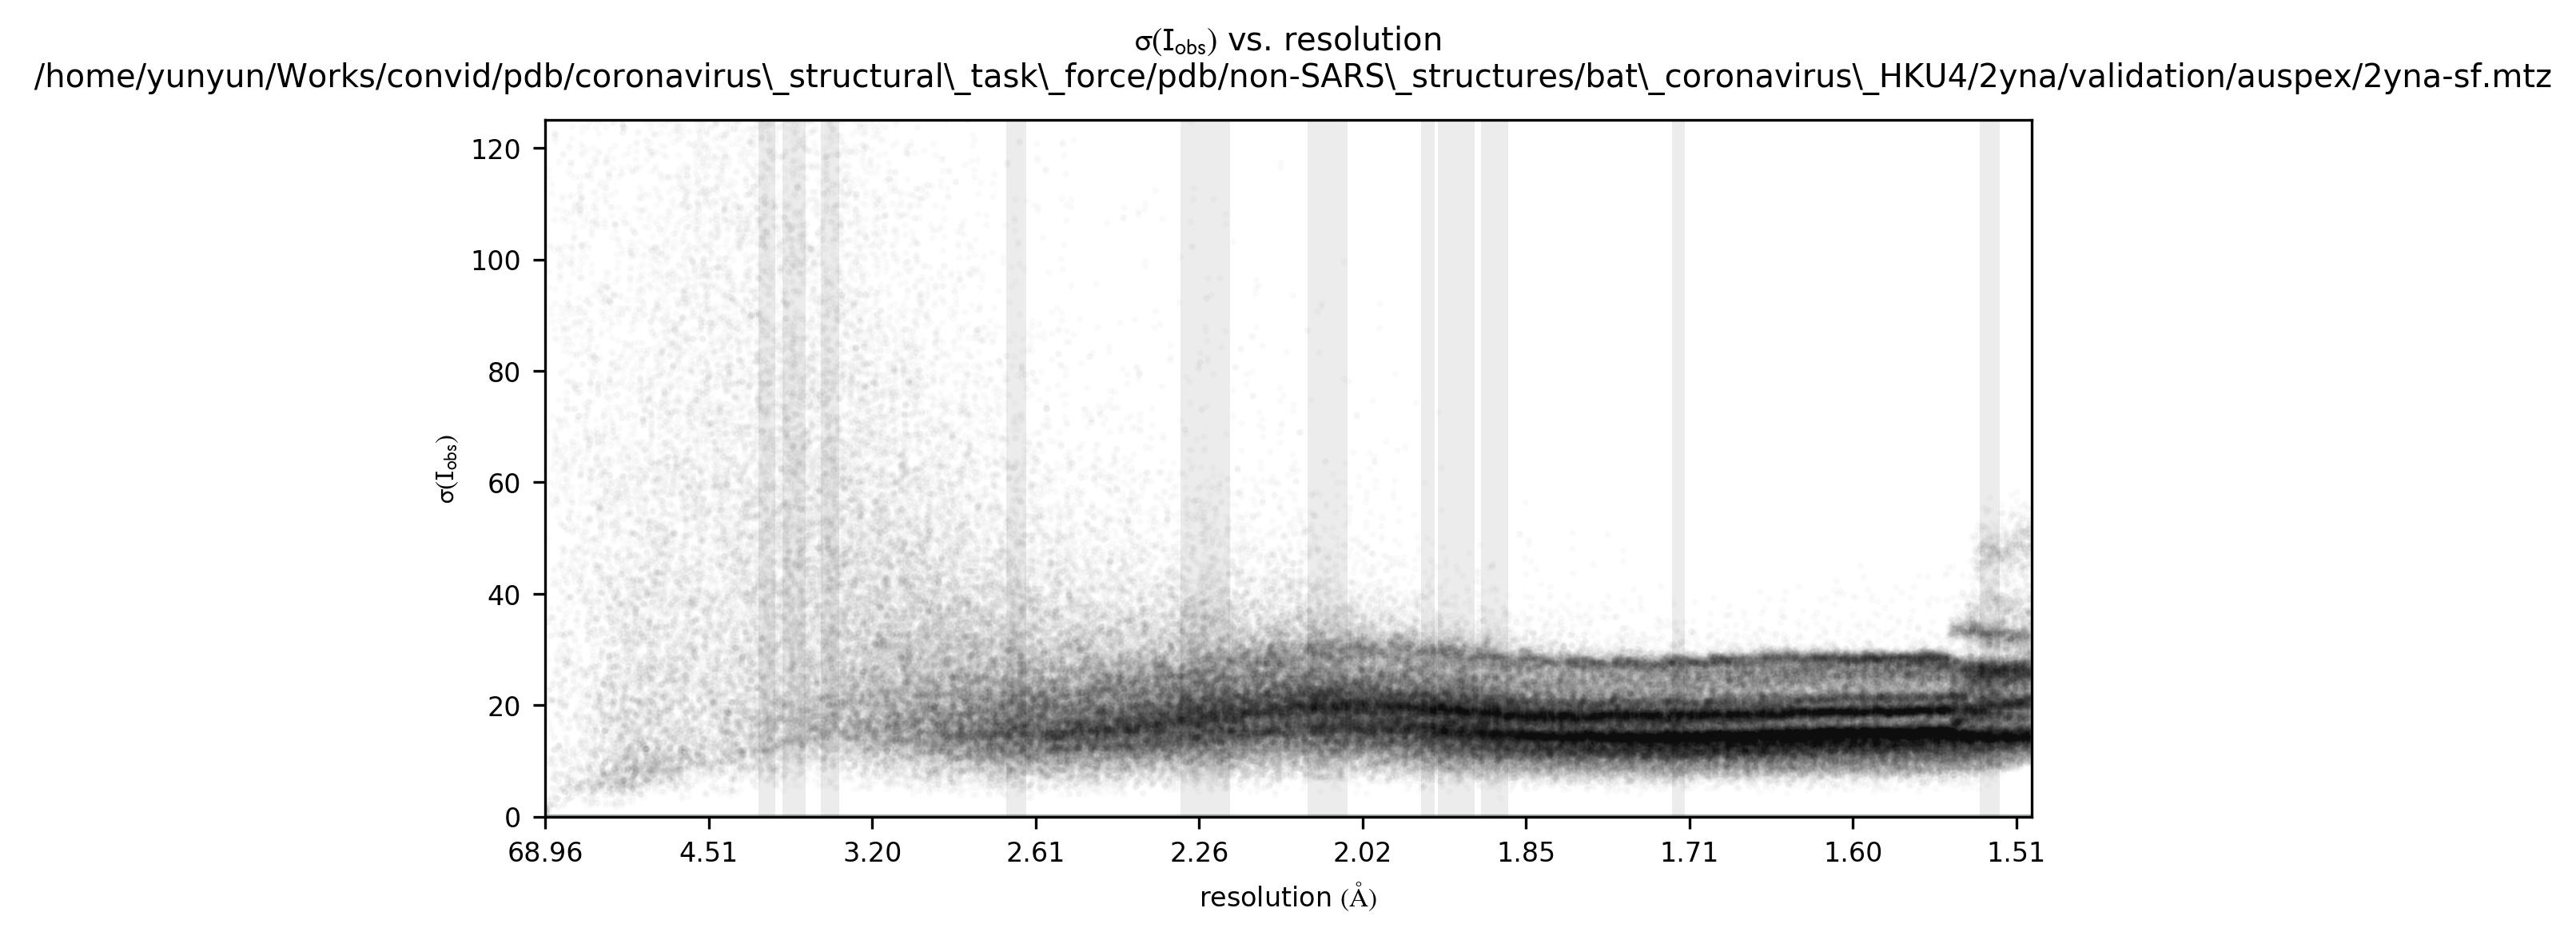 σ(I_obs) vs. resolution
/home/yunyun/Works/convid/pdb/coronavirus\_structural\_task\_force/pdb/non-SARS\_structures/bat\_coronavirus\_HKU4/2yna/validation/auspex/2yna-sf.mtz
σ(I_obs)
120
100
80
60
40
20
0
68.96 4.51 3.20 2.61 2.26 2.02 1.85 1.71 1.60 1.51
resolution (Å)